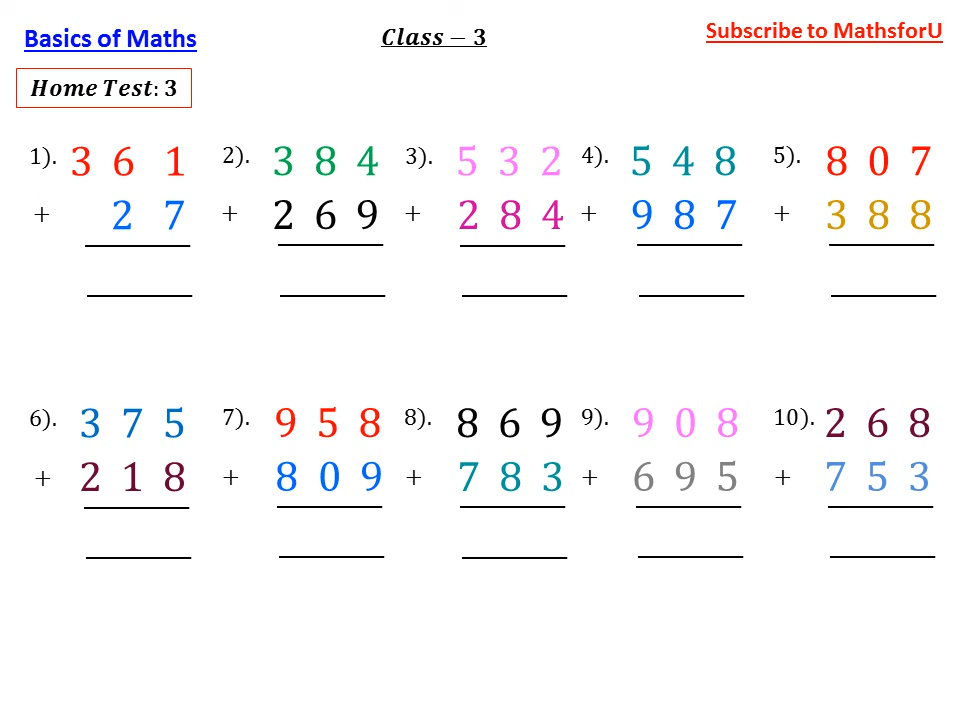 Basics of Maths
Class – 3
Subscribe to MathsforU
Home Test: 3
1). 3 6 1 2). 3 8 4 3). 5 3 2 4). 5 4 8 5). 8 0 7
+ 2 7 + 2 6 9 + 2 8 4 + 9 8 7 + 3 8 8
6). 3 7 5 7). 9 5 8 8). 8 6 9 9). 9 0 8 10). 2 6 8
+ 2 1 8 + 8 0 9 + 7 8 3 + 6 9 5 + 7 5 3